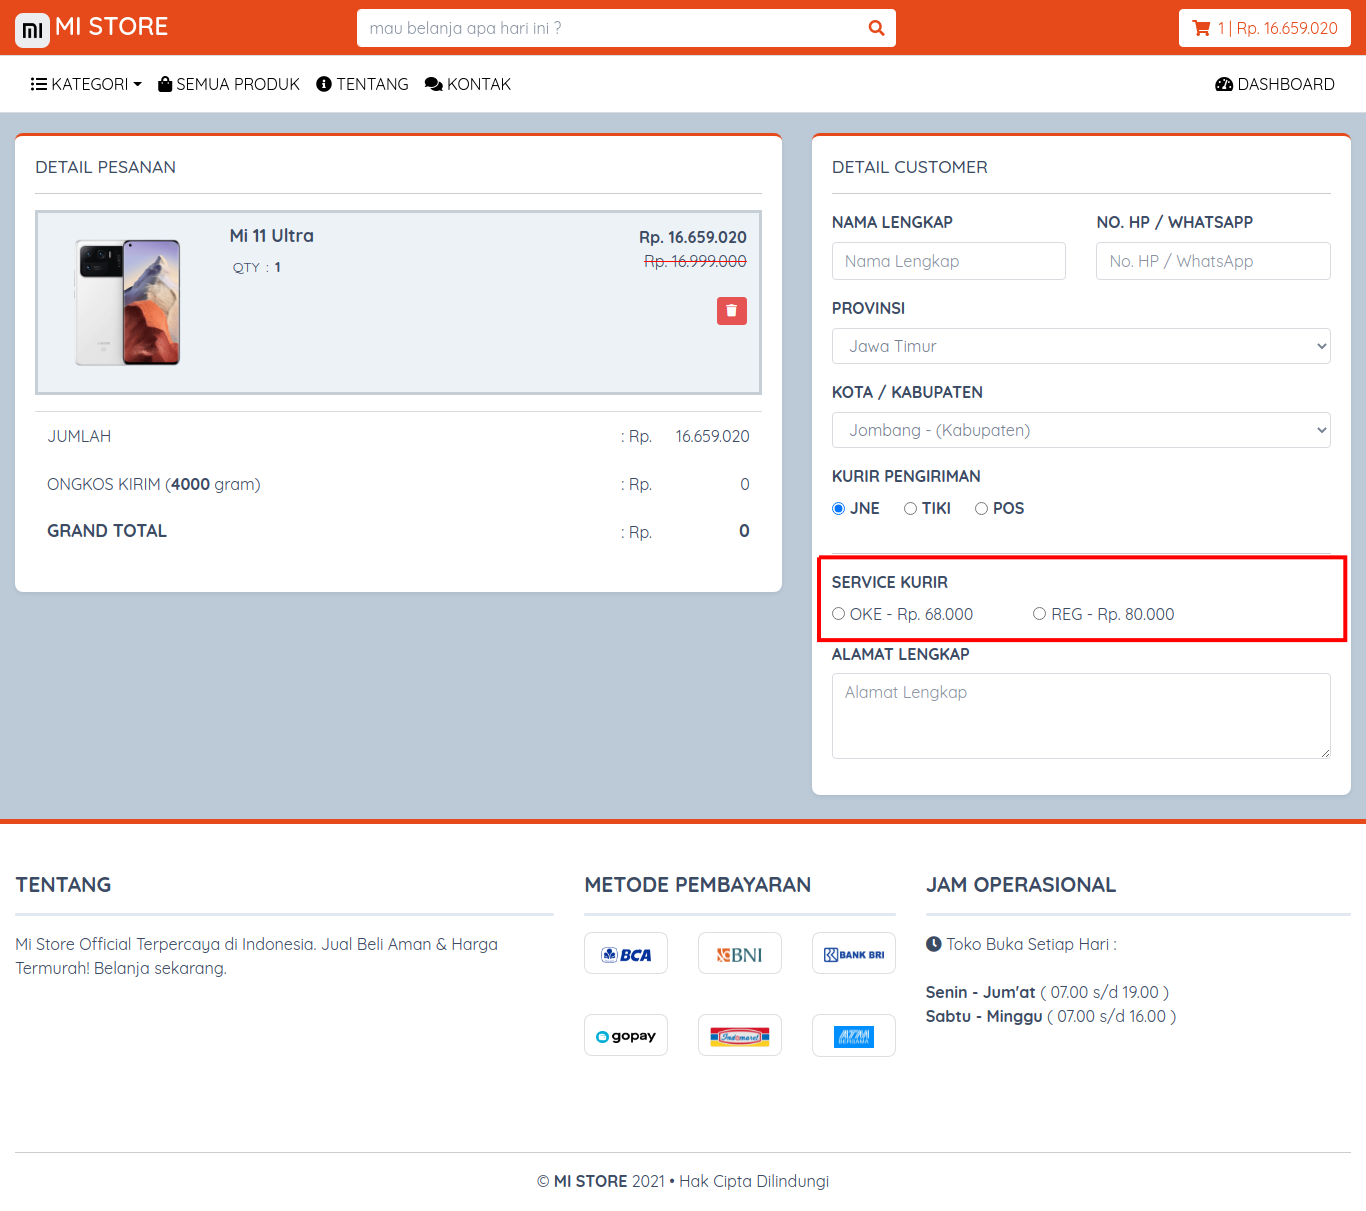 MI STORE
mau belanja apa hari ini ?
1 | Rp. 16.659.020
KATEGORI
SEMUA PRODUK
TENTANG
KONTAK
DASHBOARD
DETAIL PESANAN
Mi 11 Ultra
QTY : 1
Rp. 16.659.020
Rp. 16.999.000
JUMLAH : Rp. 16.659.020
ONGKOS KIRIM (4000 gram) : Rp. 0
GRAND TOTAL : Rp. 0
DETAIL CUSTOMER
NAMA LENGKAP
Nama Lengkap
NO. HP / WHATSAPP
No. HP / WhatsApp
PROVINSI
Jawa Timur
KOTA / KABUPATEN
Jombang - (Kabupaten)
KURIR PENGIRIMAN
JNE TIKI POS
SERVICE KURIR
OKE - Rp. 68.000 REG - Rp. 80.000
ALAMAT LENGKAP
Alamat Lengkap
TENTANG
Mi Store Official Terpercaya di Indonesia. Jual Beli Aman & Harga
Termurah! Belanja sekarang.
METODE PEMBAYARAN
BCA
BNI
BANK BRI
gopay
Indomaret
ATM
BERSAMA
JAM OPERASIONAL
Toko Buka Setiap Hari :
Senin - Jum'at ( 07.00 s/d 19.00 )
Sabtu - Minggu ( 07.00 s/d 16.00 )
© MI STORE 2021 • Hak Cipta Dilindungi